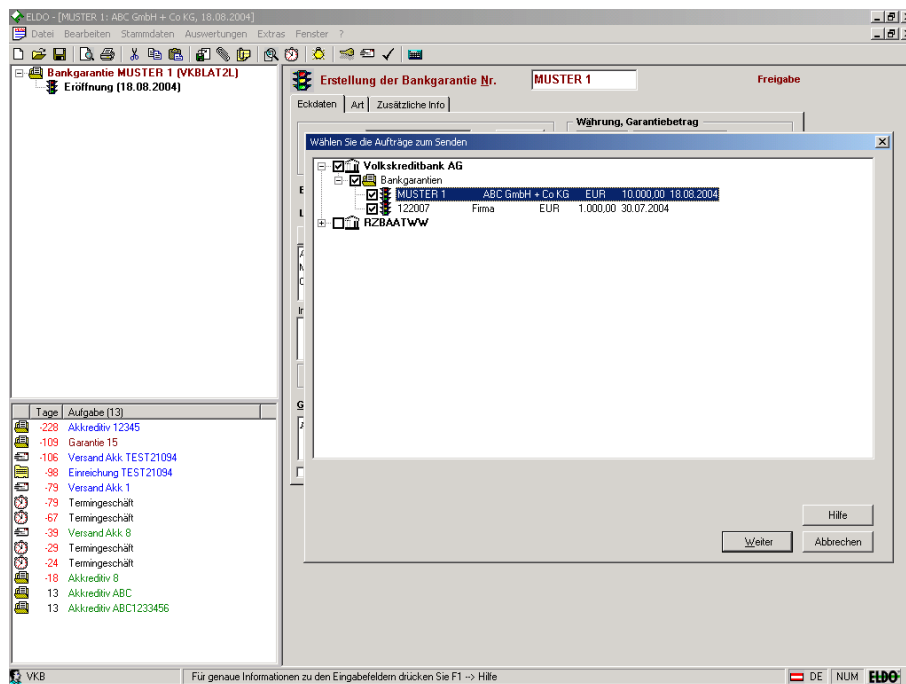 ELDO - [MUSTER 1: ABC GmbH + Co KG, 18.08.2004]
Datei Bearbeiten Stammdaten Auswertungen Extras Fenster ?
Bankgarantie MUSTER 1 (VKBLAT2L)
Eröffnung (18.08.2004)
Erstellung der Bankgarantie Nr. MUSTER 1 Freigabe
Eckdaten Art Zusätzliche Info
Währung, Garantiebetrag
Wählen Sie die Aufträge zum Senden
Volkskreditbank AG
Bankgarantien
MUSTER 1 ABC GmbH + Co KG EUR 10.000,00 18.08.2004
122007 Firma EUR 1.000,00 30.07.2004
RZBAATWW
Hilfe
Weiter Abbrechen
Tage Aufgabe (13)
-228 Akkreditiv 12345
-109 Garantie 15
-106 Versand Akk TEST21094
-98 Einreichung TEST21094
-79 Versand Akk 1
-79 Termingeschäft
-67 Termingeschäft
-39 Versand Akk 8
-29 Termingeschäft
-24 Termingeschäft
-18 Akkreditiv 8
13 Akkreditiv ABC
13 Akkreditiv ABC1233456
VKB Für genaue Informationen zu den Eingabefeldern drücken Sie F1 --> Hilfe DE NUM ELDO